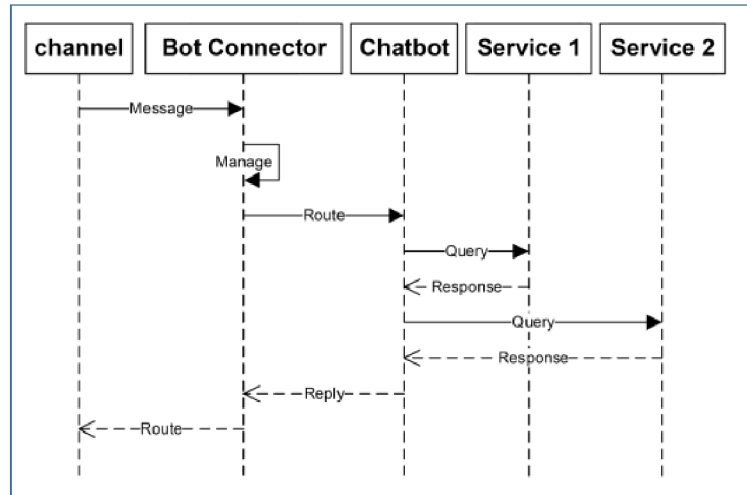 channel Bot Connector Chatbot Service 1 Service 2
Message
Manage
Route
Query
Response
Query
Response
Reply
Route